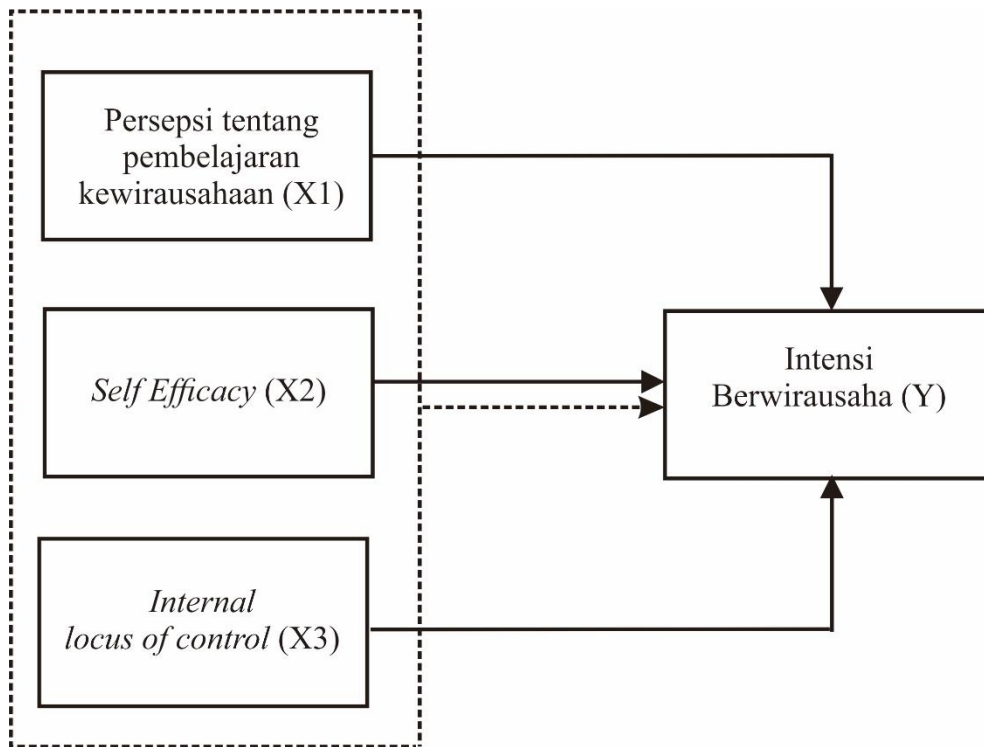 Persepsi tentang
pembelajaran
kewirausahaan (X1)
Self Efficacy (X2)
Intensi
Berwirausaha (Y)
Internal
locus of control (X3)